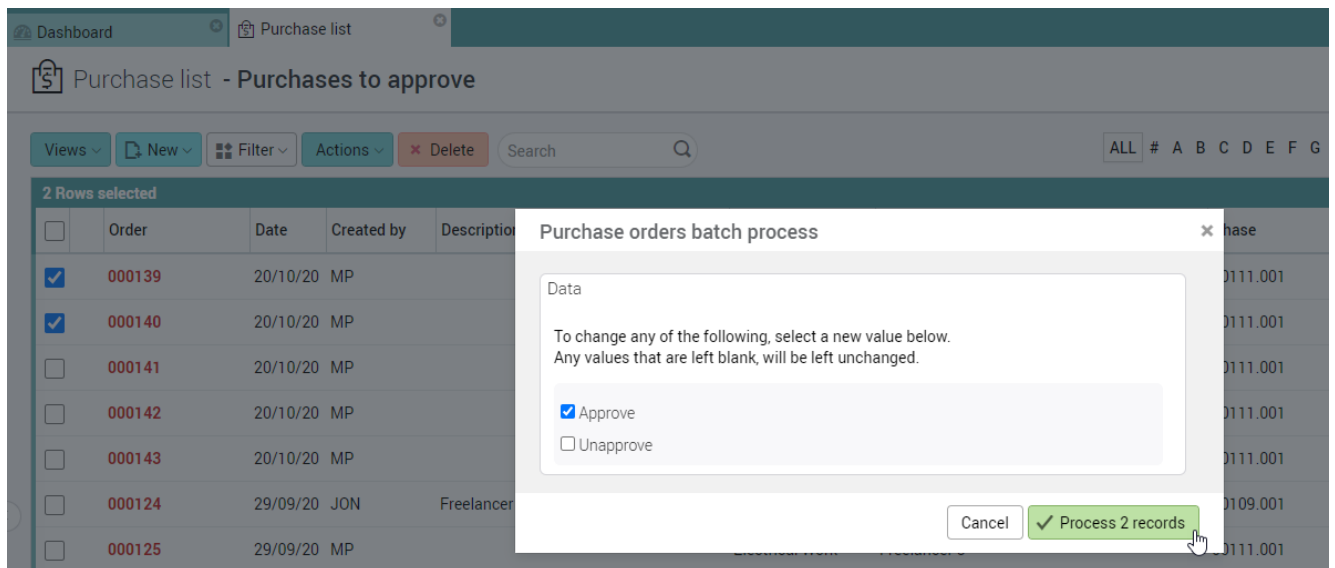 Dashboard
Purchase list
Purchase list - Purchases to approve
Views
New
Filter
Actions
Delete
Search
ALL # A B C D E F G
2 Rows selected
Order Date Created by Description hase
Purchase orders batch process
000139 20/10/20 MP 0111.001
Data
000140 20/10/20 MP 0111.001
To change any of the following, select a new value below.
Any values that are left blank, will be left unchanged.
000141 20/10/20 MP 0111.001
000142 20/10/20 MP 0111.001
Approve
Unapprove
000143 20/10/20 MP 0111.001
000124 29/09/20 JON Freelancer 0109.001
Cancel
Process 2 records
000125 29/09/20 MP 00111.001